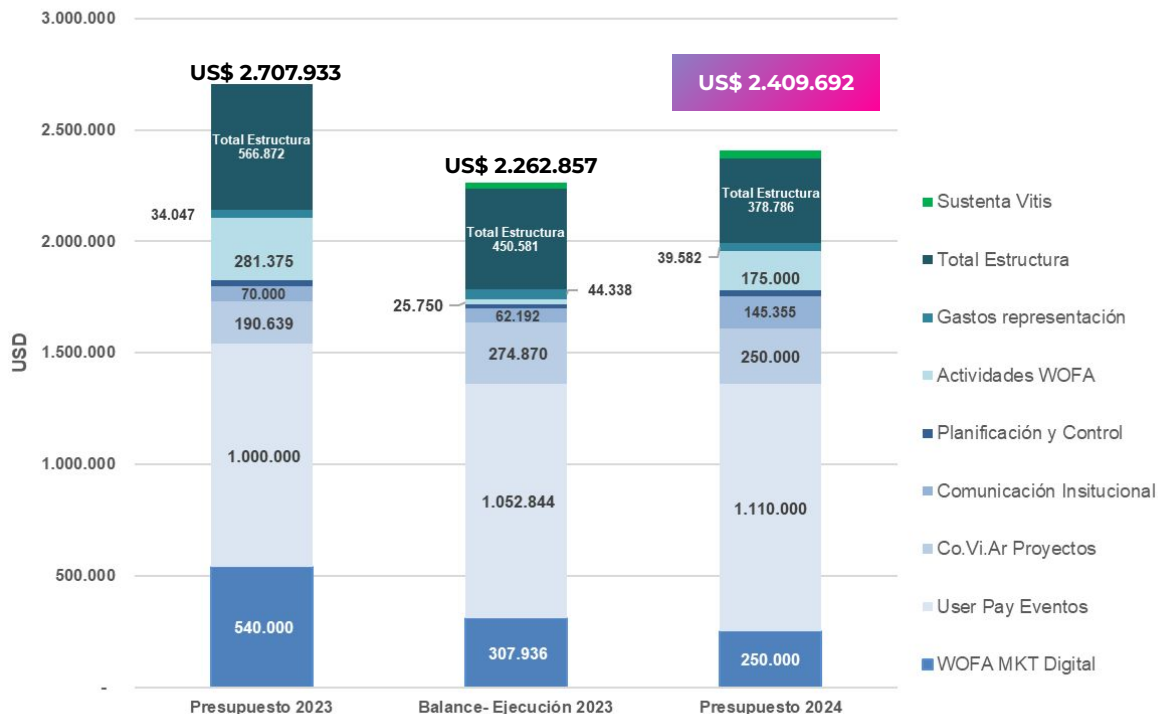 3.000.000
2.500.000
2.000.000
1.500.000
1.000.000
500.000
-
USD
US$ 2.707.933
Total Estructura
566.872
34.047
281.375
70.000
190.639
1.000.000
540.000
Presupuesto 2023
US$ 2.262.857
Total Estructura
450.581
44.338
25.750
62.192
274.870
1.052.844
307.936
Balance- Ejecución 2023
US$ 2.409.692
Total Estructura
378.786
39.582
175.000
145.355
250.000
1.110.000
250.000
Presupuesto 2024
Sustenta Vitis
Total Estructura
Gastos representación
Actividades WOFA
Planificación y Control
Comunicación Insitucional
Co.Vi.Ar Proyectos
User Pay Eventos
WOFA MKT Digital